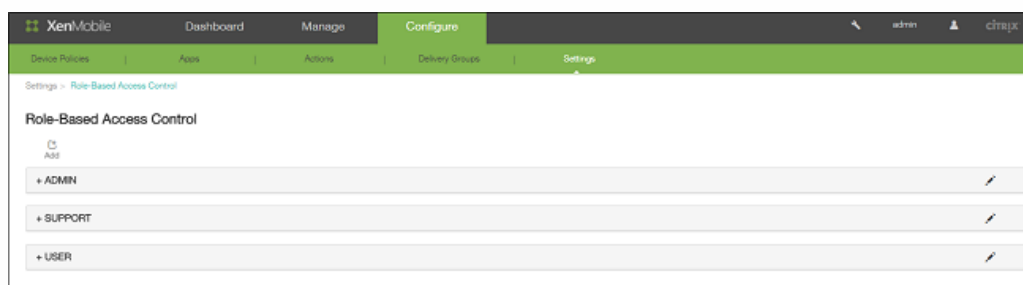 XenMobile Dashboard Manage Configure admin citrix
Device Policies | Apps | Actions | Delivery Groups | Settings
Settings > Role-Based Access Control
Role-Based Access Control
Add
+ ADMIN
+ SUPPORT
+ USER